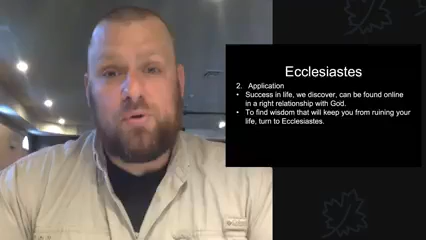 Ecclesiastes
2. Application
• Success in life, we discover, can be found online
in a right relationship with God.
• To find wisdom that will keep you from ruining your
life, turn to Ecclesiastes.